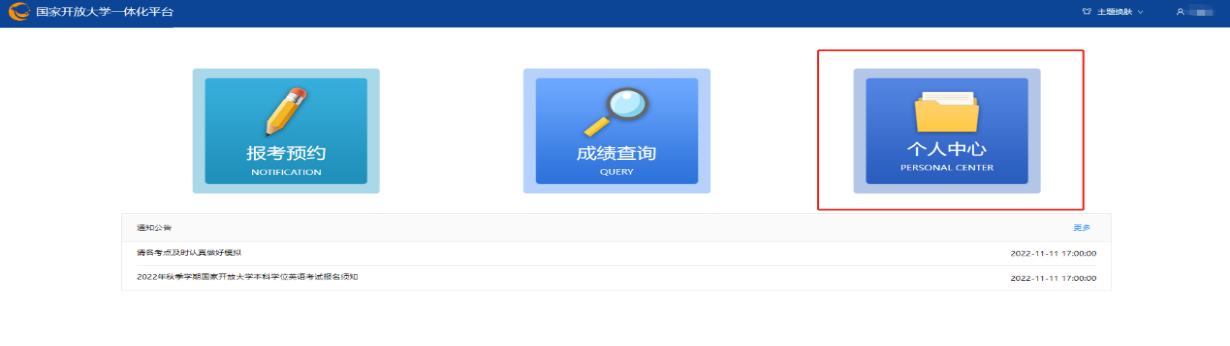 国家开放大学一体化平台
主题换肤
报考预约
NOTIFICATION
成绩查询
QUERY
个人中心
PERSONAL CENTER
通知公告
更多
请各考点及时认真做好模拟
2022-11-11 17:00:00
2022年秋季学期国家开放大学本科学位英语考试报名须知
2022-11-11 17:00:00